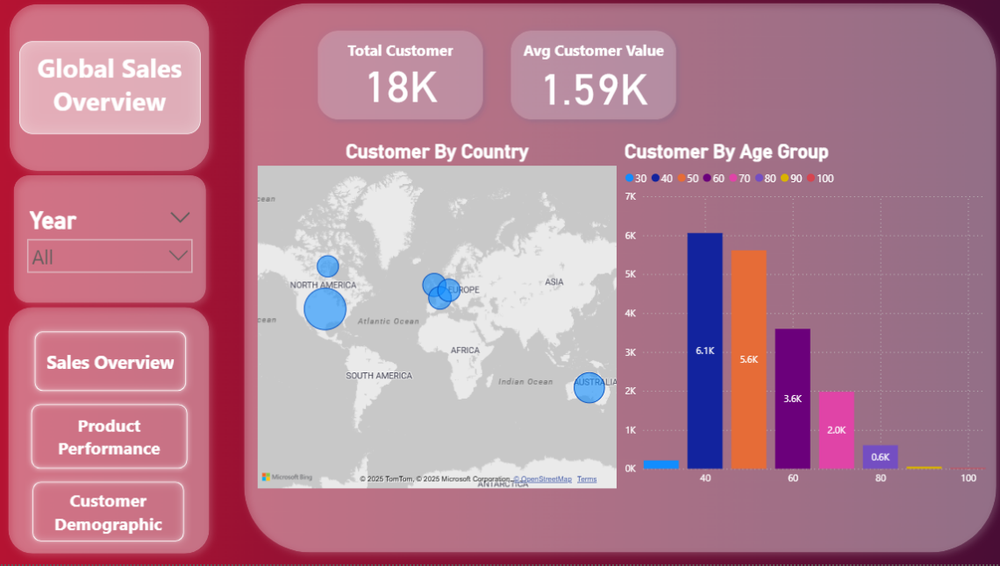 Global Sales
Overview
Year
All
Sales Overview
Product
Performance
Customer
Demographic
Total Customer
18K
Avg Customer Value
1.59K
Customer By Country
cean
NORTH AMERICA
EUROPE
ASIA
cean
Atlantic Ocean
AFRICA
SOUTH AMERICA
Indian Ocean
AUSTRALIA
Microsoft Bing
© 2025 TomTom, © 2025 Microsoft Corporation, © OpenStreetMap Terms
ANTARCTICA
Customer By Age Group
30 40 50 60 70 80 90 100
7K
6K
5K
4K
3K
2K
1K
0K
6.1K
5.6K
3.6K
2.0K
0.6K
40 60 80 100